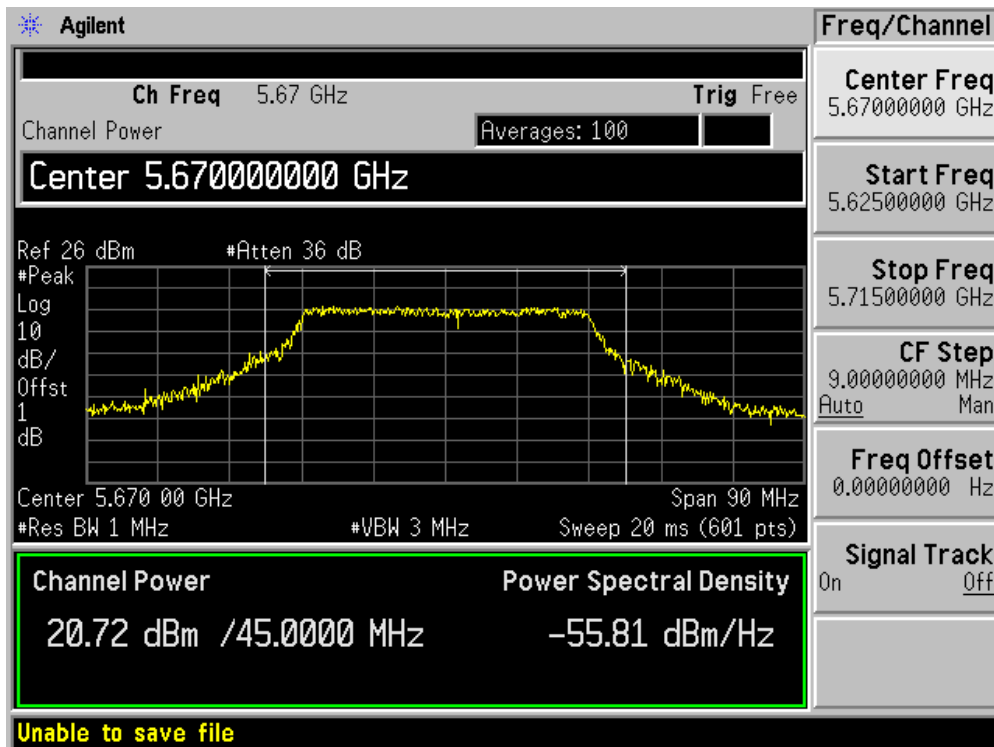 Agilent
Freq/Channel
Ch Freq 5.67 GHz Trig Free
Channel Power
Averages: 100
Center 5.670000000 GHz
Ref 26 dBm #Atten 36 dB
#Peak
Log
10
dB/
Offst
1
dB
Center 5.670 00 GHz Span 90 MHz
#Res BW 1 MHz #VBW 3 MHz Sweep 20 ms (601 pts)
Channel Power Power Spectral Density
20.72 dBm /45.0000 MHz -55.81 dBm/Hz
Unable to save file
Center Freq
5.67000000 GHz
Start Freq
5.62500000 GHz
Stop Freq
5.71500000 GHz
CF Step
9.00000000 MHz
Auto Man
Freq Offset
0.00000000 Hz
Signal Track
On Off